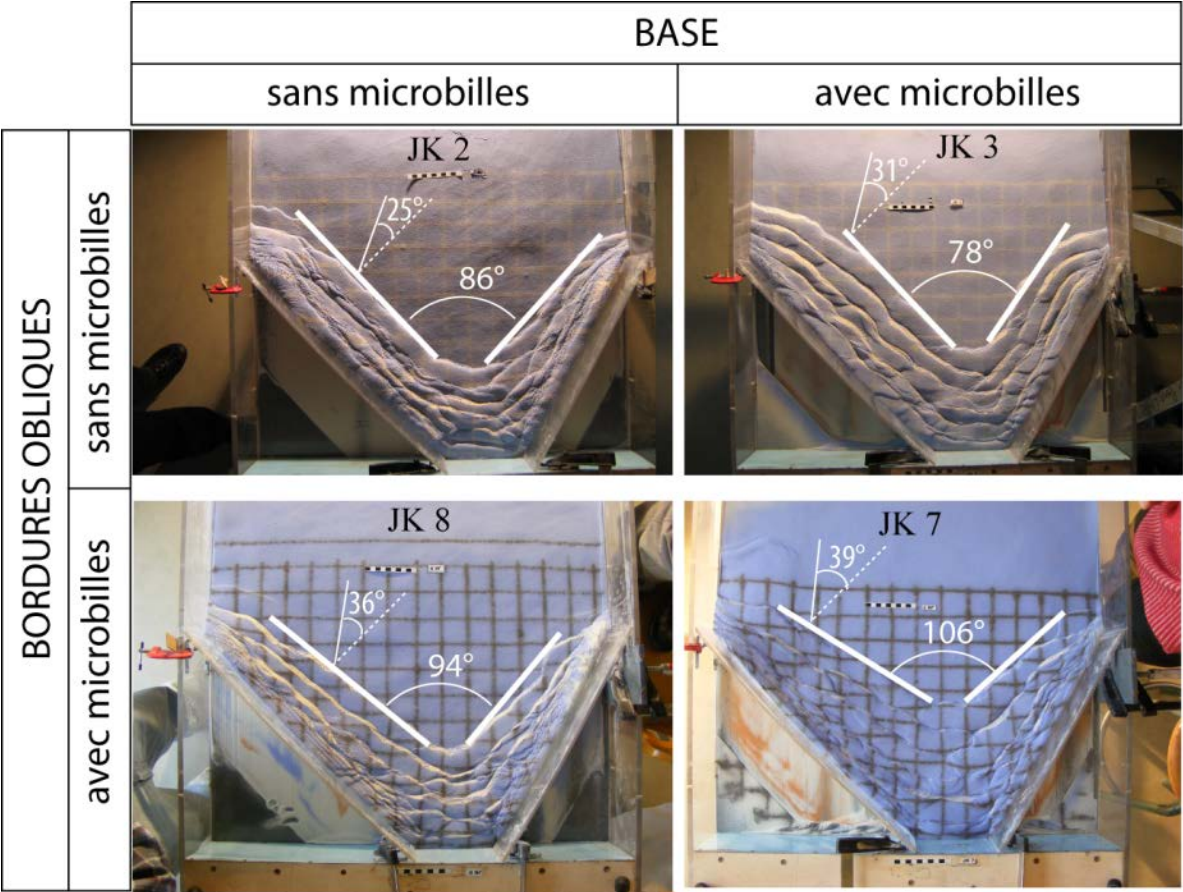 BASE
sans microbilles
avec microbilles
BORDURES OBLIQUES
sans microbilles
JK 2
25°
86°
JK 3
31°
78°
avec microbilles
JK 8
36°
94°
JK 7
39°
106°